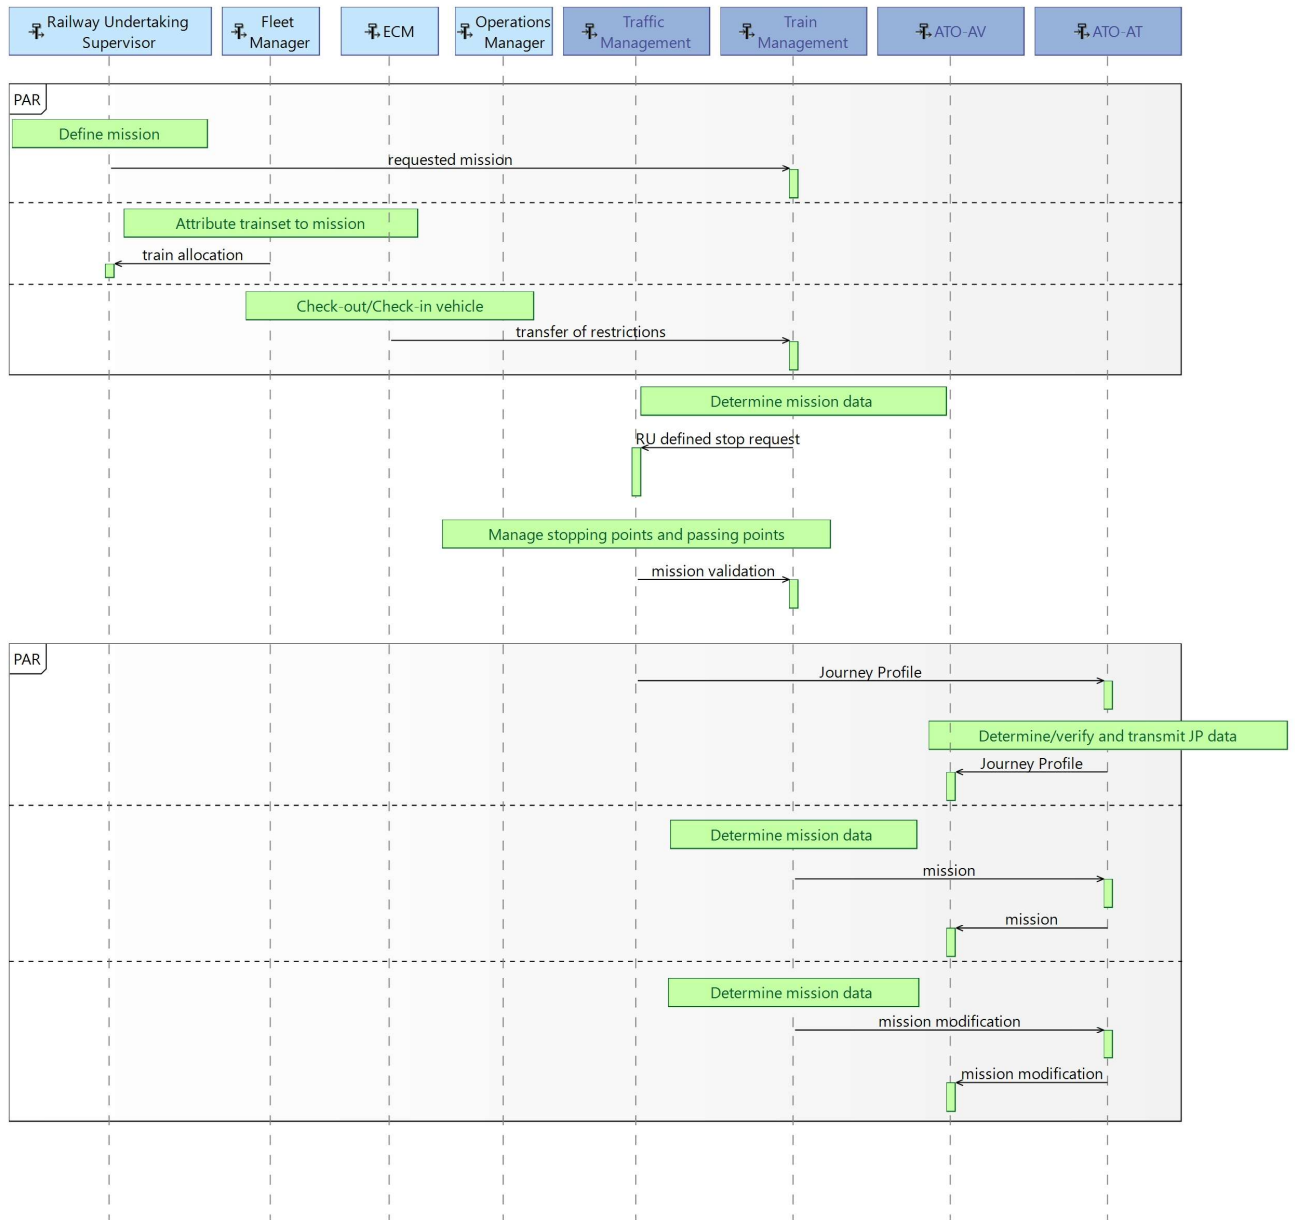 Railway Undertaking
Supervisor
Fleet
Manager
ECM
Operations
Manager
Traffic
Management
Train
Management
ATO-AV
ATO-AT
PAR
Define mission
requested mission
Attribute trainset to mission
train allocation
Check-out/Check-in vehicle
transfer of restrictions
Determine mission data
RU defined stop request
Manage stopping points and passing points
mission validation
PAR
Journey Profile
Determine/verify and transmit JP data
Journey Profile
Determine mission data
mission
mission
Determine mission data
mission modification
mission modification